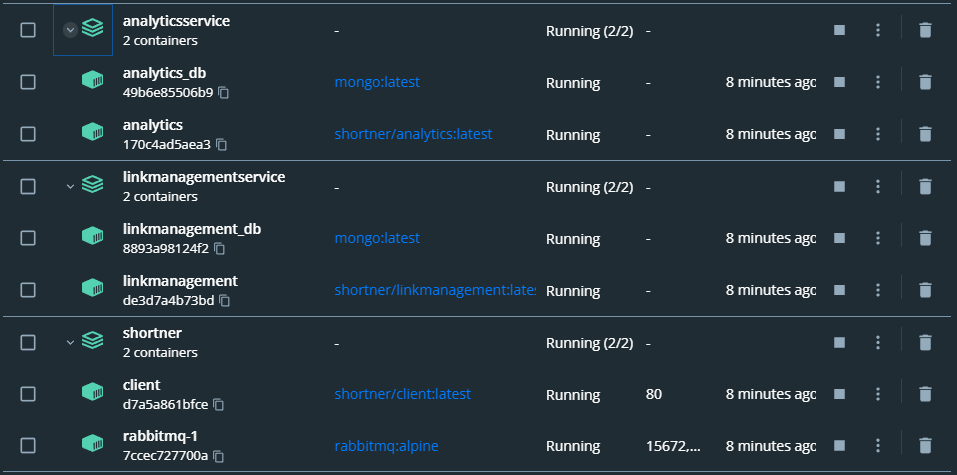 analyticsservice
2 containers - Running (2/2) -
analytics_db
49b6e85506b9 mongo:latest Running - 8 minutes ago
analytics
170c4ad5aea3 shortner/analytics:latest Running - 8 minutes ago
linkmanagementservice
2 containers - Running (2/2) -
linkmanagement_db
8893a98124f2 mongo:latest Running - 8 minutes ago
linkmanagement
de3d7a4b73bd shortner/linkmanagement:lates Running - 8 minutes ago
shortner
2 containers - Running (2/2) -
client
d7a5a861bfce shortner/client:latest Running 80 8 minutes ago
rabbitmq-1
7ccec727700a rabbitmq:alpine Running 15672,... 8 minutes ago